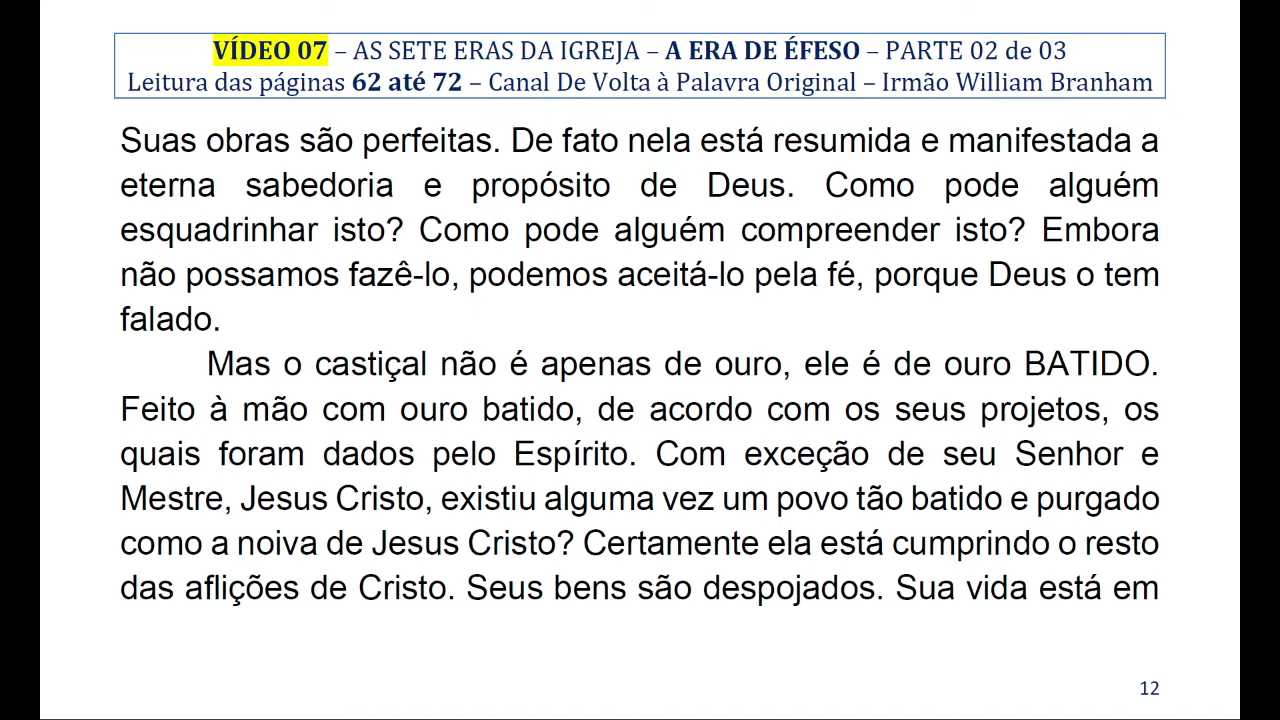 VÍDEO 07 – AS SETE ERAS DA IGREJA – A ERA DE ÉFESO – PARTE 02 de 03
Leitura das páginas 62 até 72 – Canal De Volta à Palavra Original – Irmão William Branham
Suas obras são perfeitas. De fato nela está resumida e manifestada a
eterna sabedoria e propósito de Deus. Como pode alguém
esquadrinhar isto? Como pode alguém compreender isto? Embora
não possamos fazê-lo, podemos aceitá-lo pela fé, porque Deus o tem
falado.
Mas o castiçal não é apenas de ouro, ele é de ouro BATIDO.
Feito à mão com ouro batido, de acordo com os seus projetos, os
quais foram dados pelo Espírito. Com exceção de seu Senhor e
Mestre, Jesus Cristo, existiu alguma vez um povo tão batido e purgado
como a noiva de Jesus Cristo? Certamente ela está cumprindo o resto
das aflições de Cristo. Seus bens são despojados. Sua vida está em
12